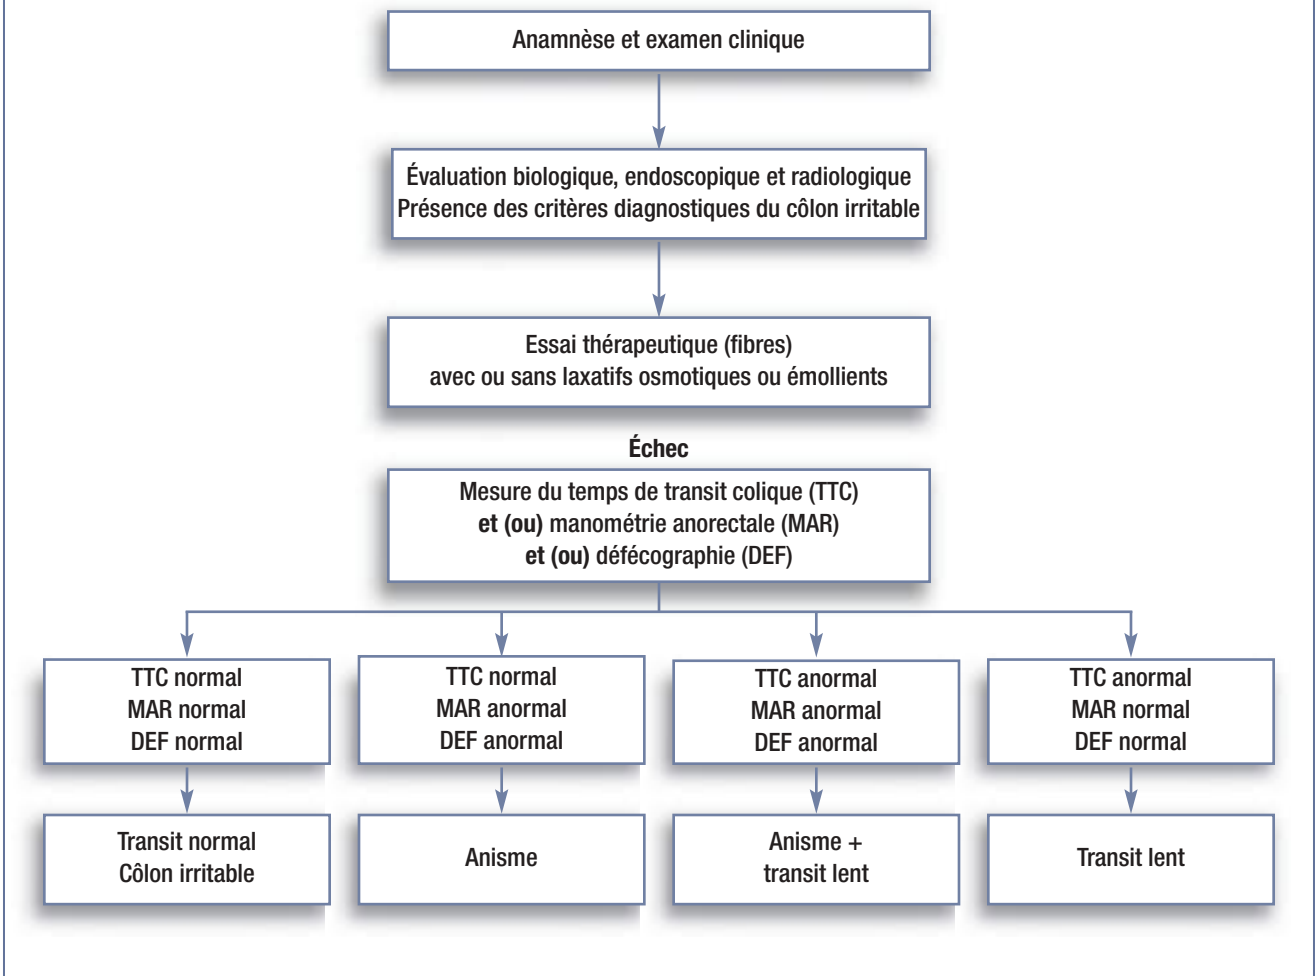 Anamnèse et examen clinique
Évaluation biologique, endoscopique et radiologique
Présence des critères diagnostiques du côlon irritable
Essai thérapeutique (fibres)
avec ou sans laxatifs osmotiques ou émollients
Échec
Mesure du temps de transit colique (TTC)
et (ou) manométrie anorectale (MAR)
et (ou) défécographie (DEF)
TTC normal
MAR normal
DEF normal
TTC normal
MAR anormal
DEF anormal
TTC anormal
MAR anormal
DEF anormal
TTC anormal
MAR normal
DEF normal
Transit normal
Côlon irritable
Anisme
Anisme +
transit lent
Transit lent